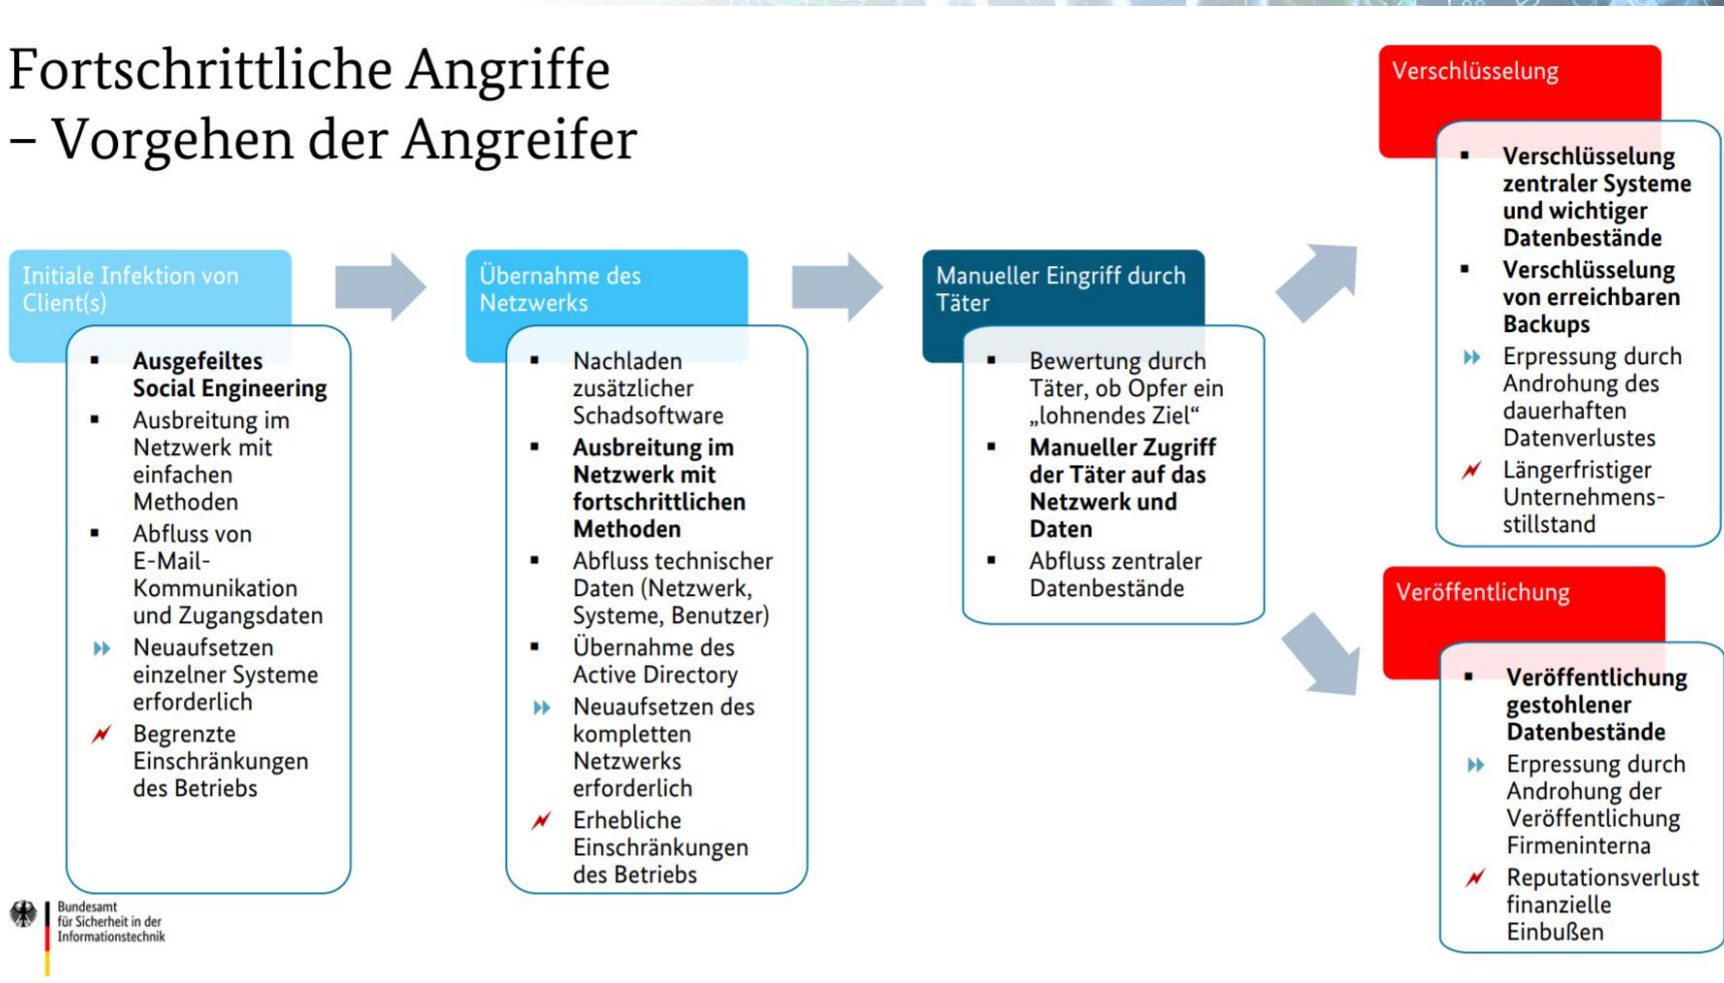 Fortschrittliche Angriffe
– Vorgehen der Angreifer
Initiale Infektion von
Client(s)
▪ Ausgefeiltes
Social Engineering
▪ Ausbreitung im
Netzwerk mit
einfachen
Methoden
▪ Abfluss von
E-Mail-
Kommunikation
und Zugangsdaten
Neuaufsetzen
einzelner Systeme
erforderlich
Begrenzte
Einschränkungen
des Betriebs
Übernahme des
Netzwerks
▪ Nachladen
zusätzlicher
Schadsoftware
▪ Ausbreitung im
Netzwerk mit
fortschrittlichen
Methoden
▪ Abfluss technischer
Daten (Netzwerk,
Systeme, Benutzer)
▪ Übernahme des
Active Directory
Neuaufsetzen des
kompletten
Netzwerks
erforderlich
Erhebliche
Einschränkungen
des Betriebs
Manueller Eingriff durch
Täter
▪ Bewertung durch
Täter, ob Opfer ein
„lohnendes Ziel“
▪ Manueller Zugriff
der Täter auf das
Netzwerk und
Daten
▪ Abfluss zentraler
Datenbestände
Verschlüsselung
▪ Verschlüsselung
zentraler Systeme
und wichtiger
Datenbestände
▪ Verschlüsselung
von erreichbaren
Backups
Erpressung durch
Androhung des
dauerhaften
Datenverlustes
Längerfristiger
Unternehmens-
stillstand
Veröffentlichung
▪ Veröffentlichung
gestohlener
Datenbestände
Erpressung durch
Androhung der
Veröffentlichung
Firmeninterna
Reputationsverlust
finanzielle
Einbußen
Bundesamt
für Sicherheit in der
Informationstechnik